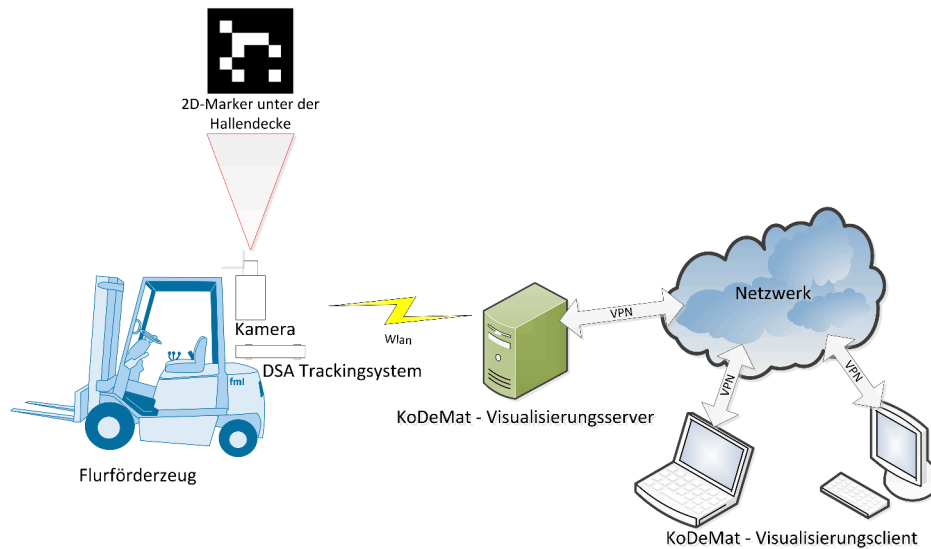 2D-Marker unter der
Hallendecke
Kamera
DSA Trackingsystem
fml
Flurförderzeug
Wlan
KoDeMat - Visualisierungsserver
VPN
Netzwerk
VPN
VPN
KoDeMat - Visualisierungsclient